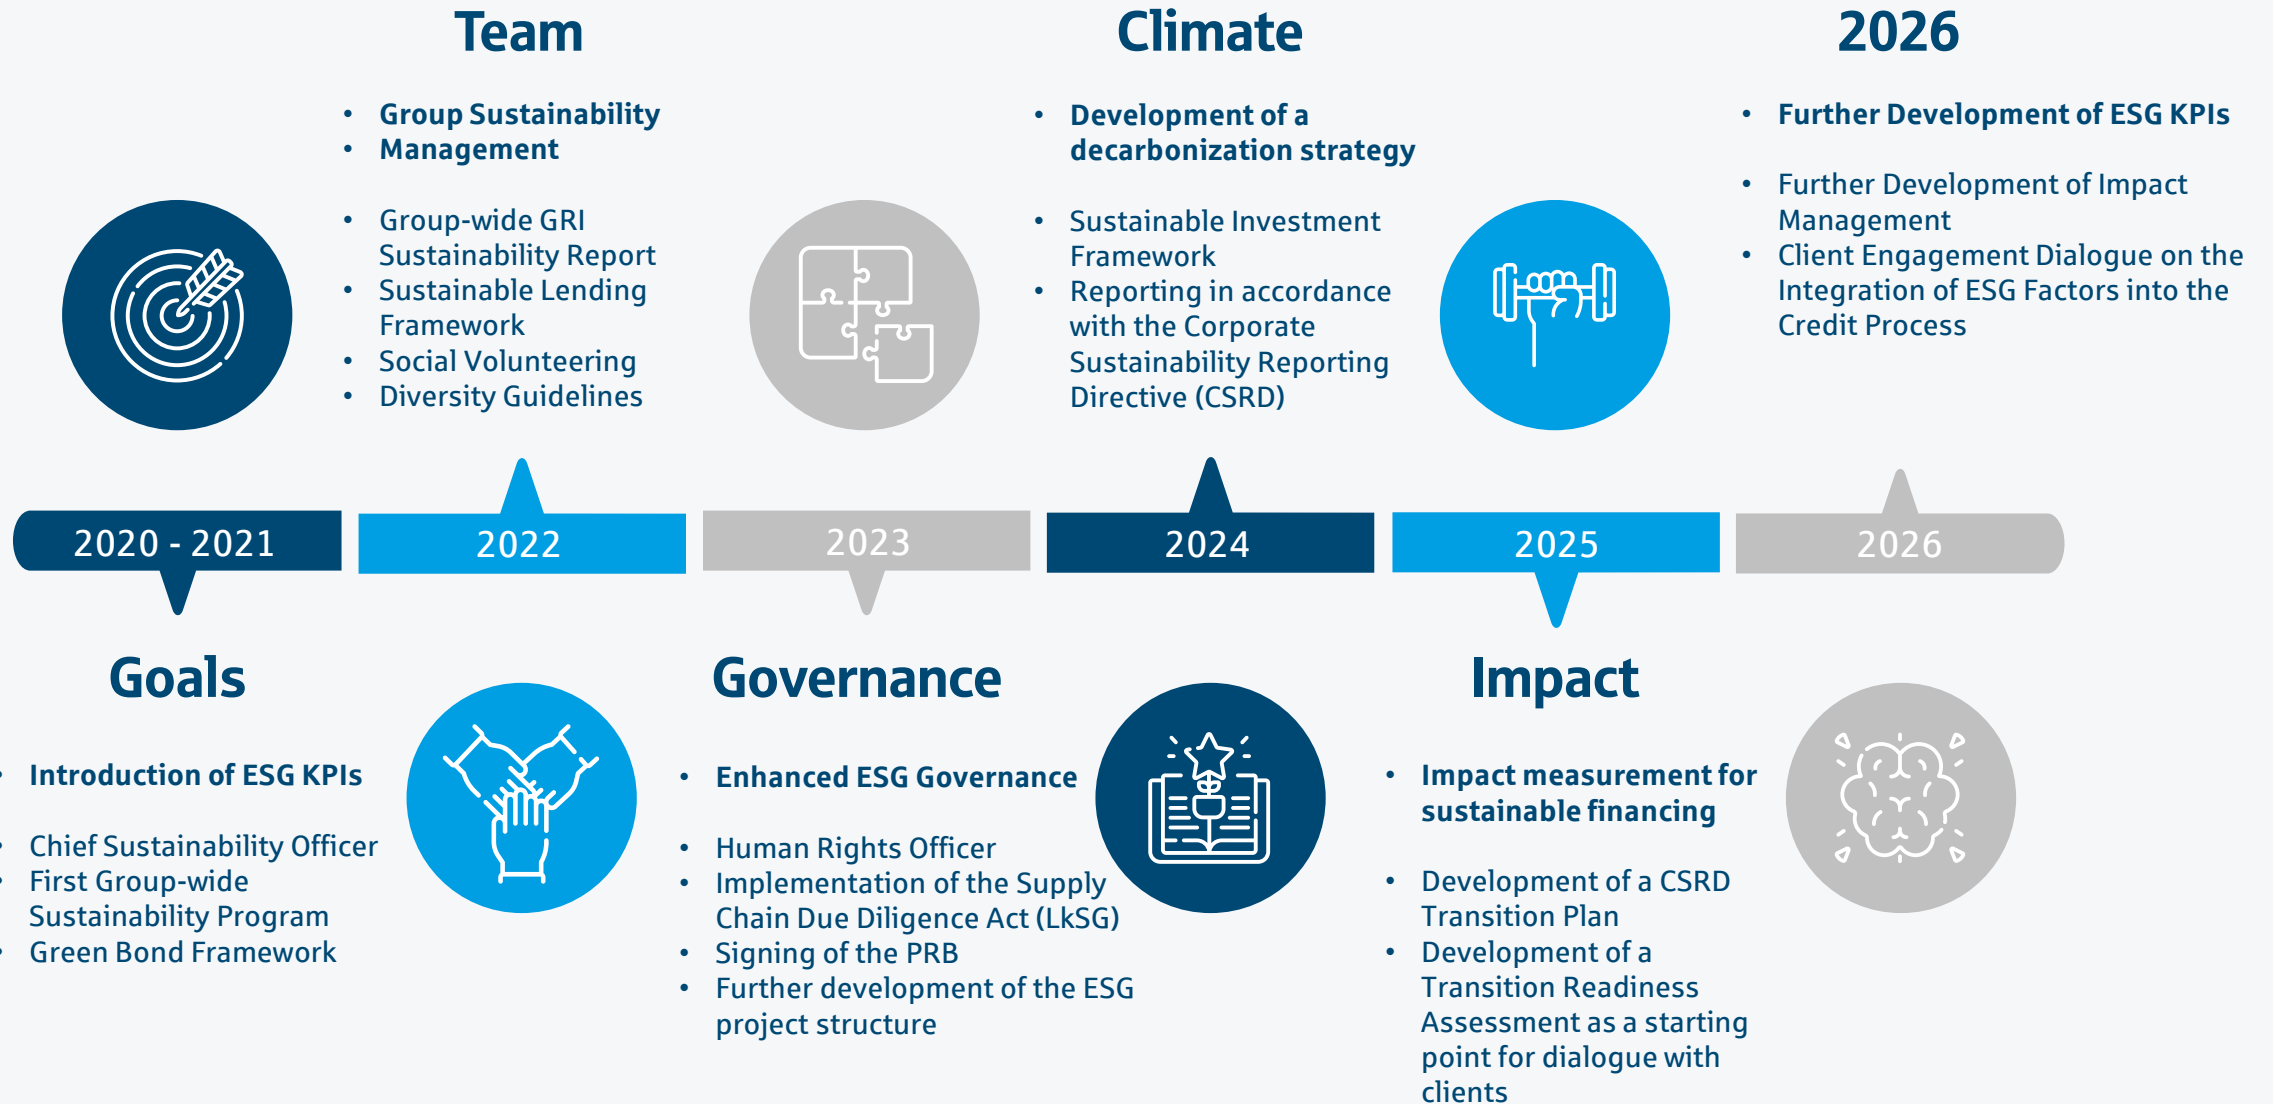 Team
• Group Sustainability
• Management
• Group-wide GRI
Sustainability Report
• Sustainable Lending
Framework
• Social Volunteering
• Diversity Guidelines
Climate
• Development of a
decarbonization strategy
• Sustainable Investment
Framework
• Reporting in accordance
with the Corporate
Sustainability Reporting
Directive (CSRD)
2026
• Further Development of ESG KPIs
• Further Development of Impact
Management
• Client Engagement Dialogue on the
Integration of ESG Factors into the
Credit Process
2020 - 2021
2022
2023
2024
2025
2026
Goals
• Introduction of ESG KPIs
• Chief Sustainability Officer
• First Group-wide
Sustainability Program
• Green Bond Framework
Governance
• Enhanced ESG Governance
• Human Rights Officer
• Implementation of the Supply
Chain Due Diligence Act (LkSG)
• Signing of the PRB
• Further development of the ESG
project structure
Impact
• Impact measurement for
sustainable financing
• Development of a CSRD
Transition Plan
• Development of a
Transition Readiness
Assessment as a starting
point for dialogue with
clients